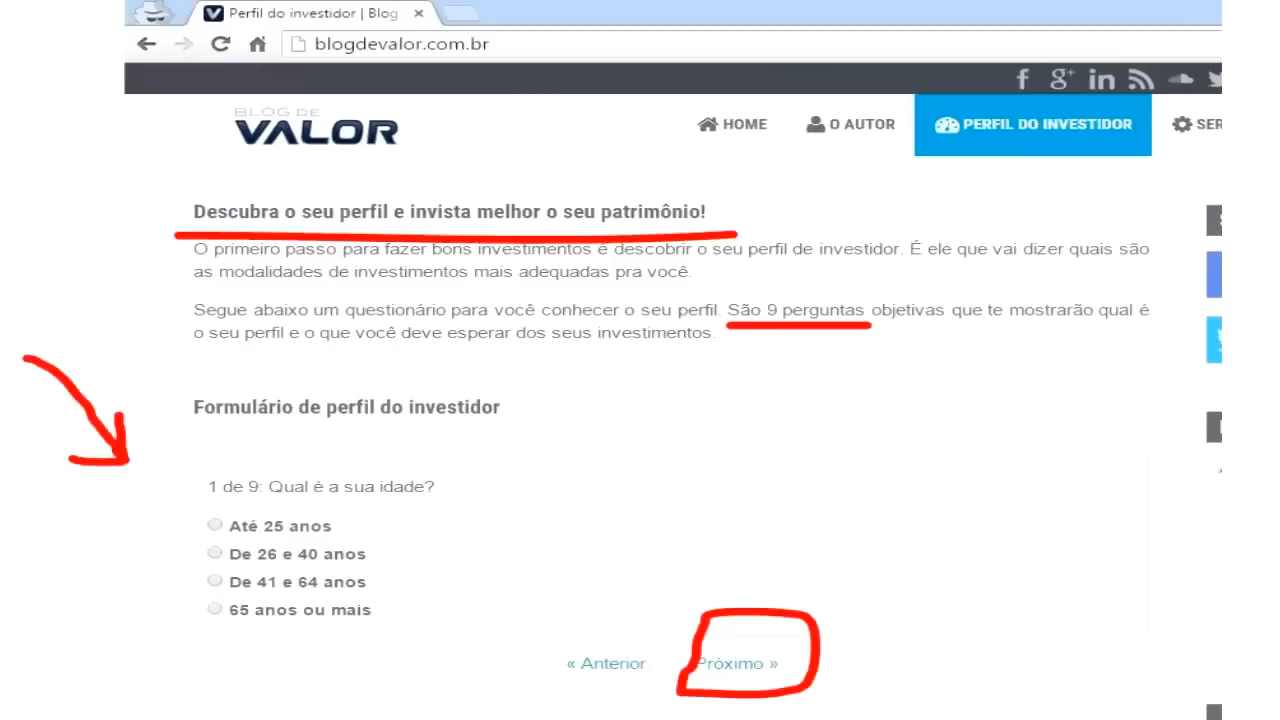 Perfil do investidor | Blog
blogdevalor.com.br
BLOG DE
VALOR
HOME
O AUTOR
PERFIL DO INVESTIDOR
SER
Descubra o seu perfil e invista melhor o seu patrimônio!
O primeiro passo para fazer bons investimentos é descobrir o seu perfil de investidor. É ele que vai dizer quais são
as modalidades de investimentos mais adequadas pra você.
Segue abaixo um questionário para você conhecer o seu perfil. São 9 perguntas objetivas que te mostrarão qual é
o seu perfil e o que você deve esperar dos seus investimentos.
Formulário de perfil do investidor
1 de 9: Qual é a sua idade?
Até 25 anos
De 26 e 40 anos
De 41 e 64 anos
65 anos ou mais
« Anterior
Próximo »